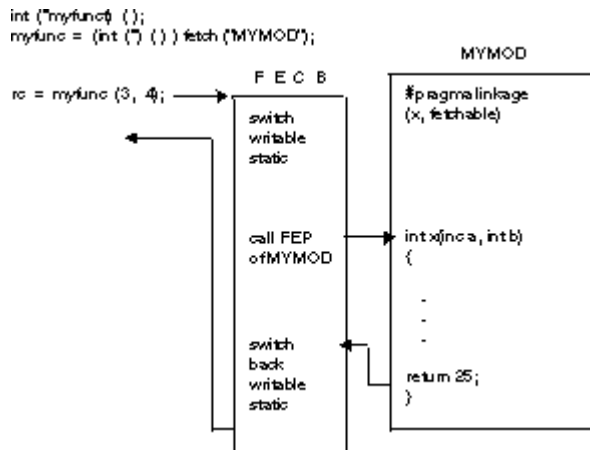 int (*myfunc) ( );
myfunc = (int (*) ( ) ) fetch ("MYMOD");
rc = myfunc (3, 4);
F E C B
switch
writable
static
call FEP
of MYMOD
switch
back
writable
static
MYMOD
#pragma linkage
(x, fetchable)
int x(inc a, int b)
{
.
.
.
return 25;
}